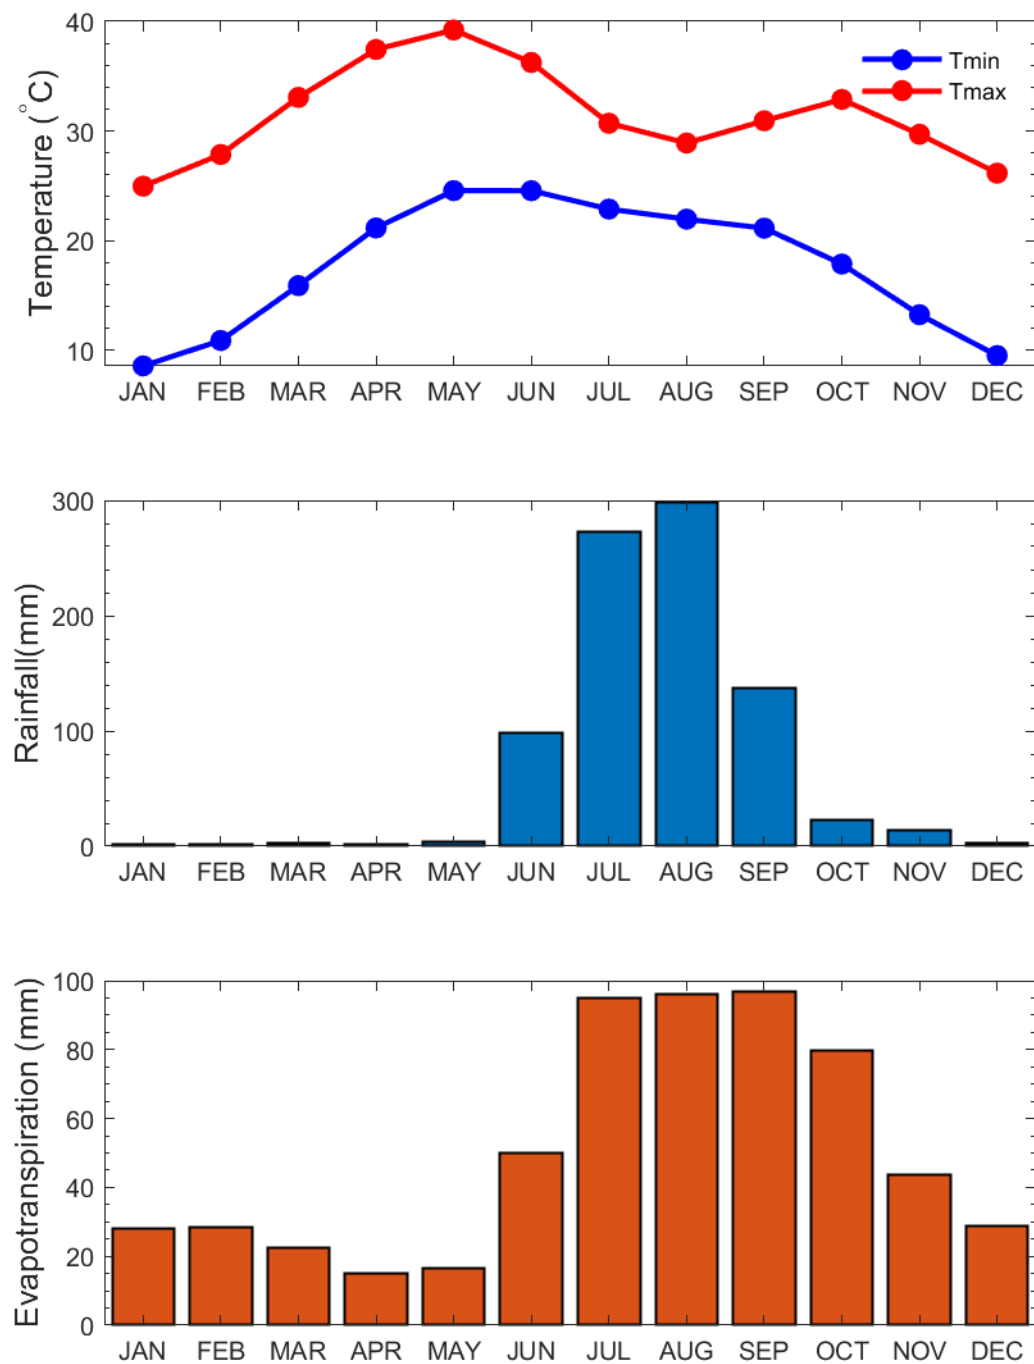 40
30
20
10
Temperature (°C)
Tmin
Tmax
JAN FEB MAR APR MAY JUN JUL AUG SEP OCT NOV DEC
300
200
100
0
Rainfall(mm)
JAN FEB MAR APR MAY JUN JUL AUG SEP OCT NOV DEC
100
80
60
40
20
0
Evapotranspiration (mm)
JAN FEB MAR APR MAY JUN JUL AUG SEP OCT NOV DEC